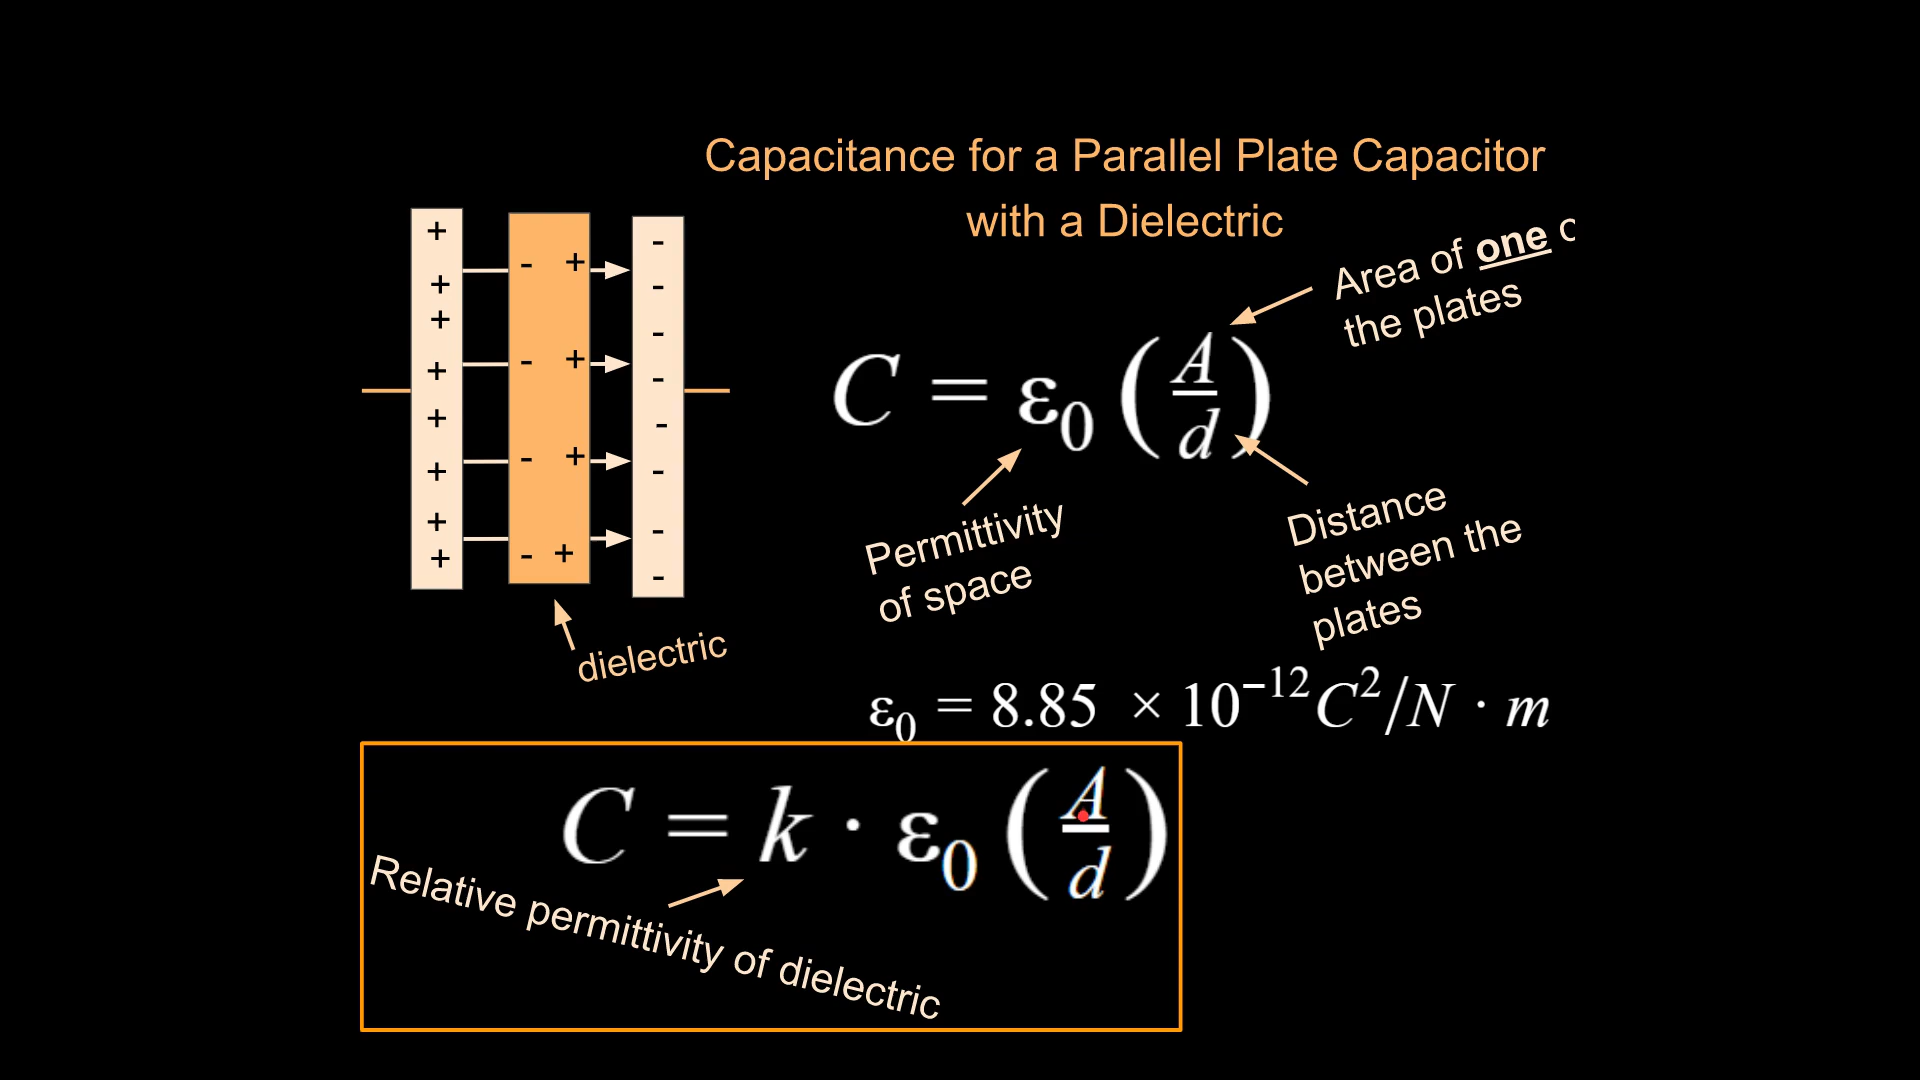 Capacitance for a Parallel Plate Capacitor
with a Dielectric
Area of one
the plates
C = ε₀ (A/d)
Permittivity
of space
Distance
between the
plates
dielectric
ε₀ = 8.85 × 10⁻¹² C²/N · m
C = k · ε₀ (A/d)
Relative permittivity of dielectric